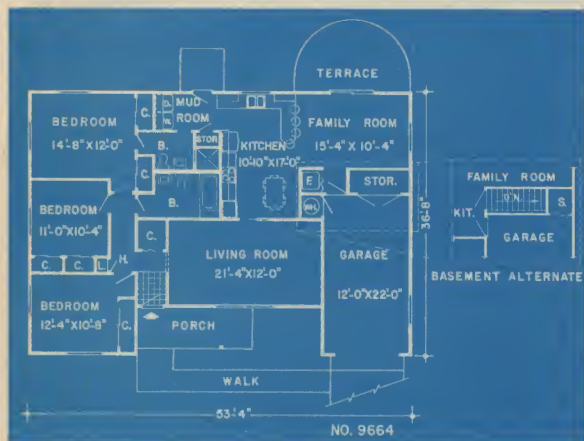 TERRACE
C.
D.
W.
MUD
ROOM
BEDROOM
14'-8"X12'-0"
B.
STOR.
KITCHEN
10'-10"X17'-0"
FAMILY ROOM
15'-4" X 10'-4"
C.
F.
STOR.
W.H.
BEDROOM
11'-0"X10'-4"
B.
C.
C.
C.
L.
H.
LIVING ROOM
21'-4"X12'-0"
GARAGE
12'-0"X22'-0"
BEDROOM
12'-4"X10'-8"
C.
PORCH
WALK
36'-8"
53'-4"
NO. 9664
FAMILY ROOM
DN.
S.
KIT.
GARAGE
BASEMENT ALTERNATE